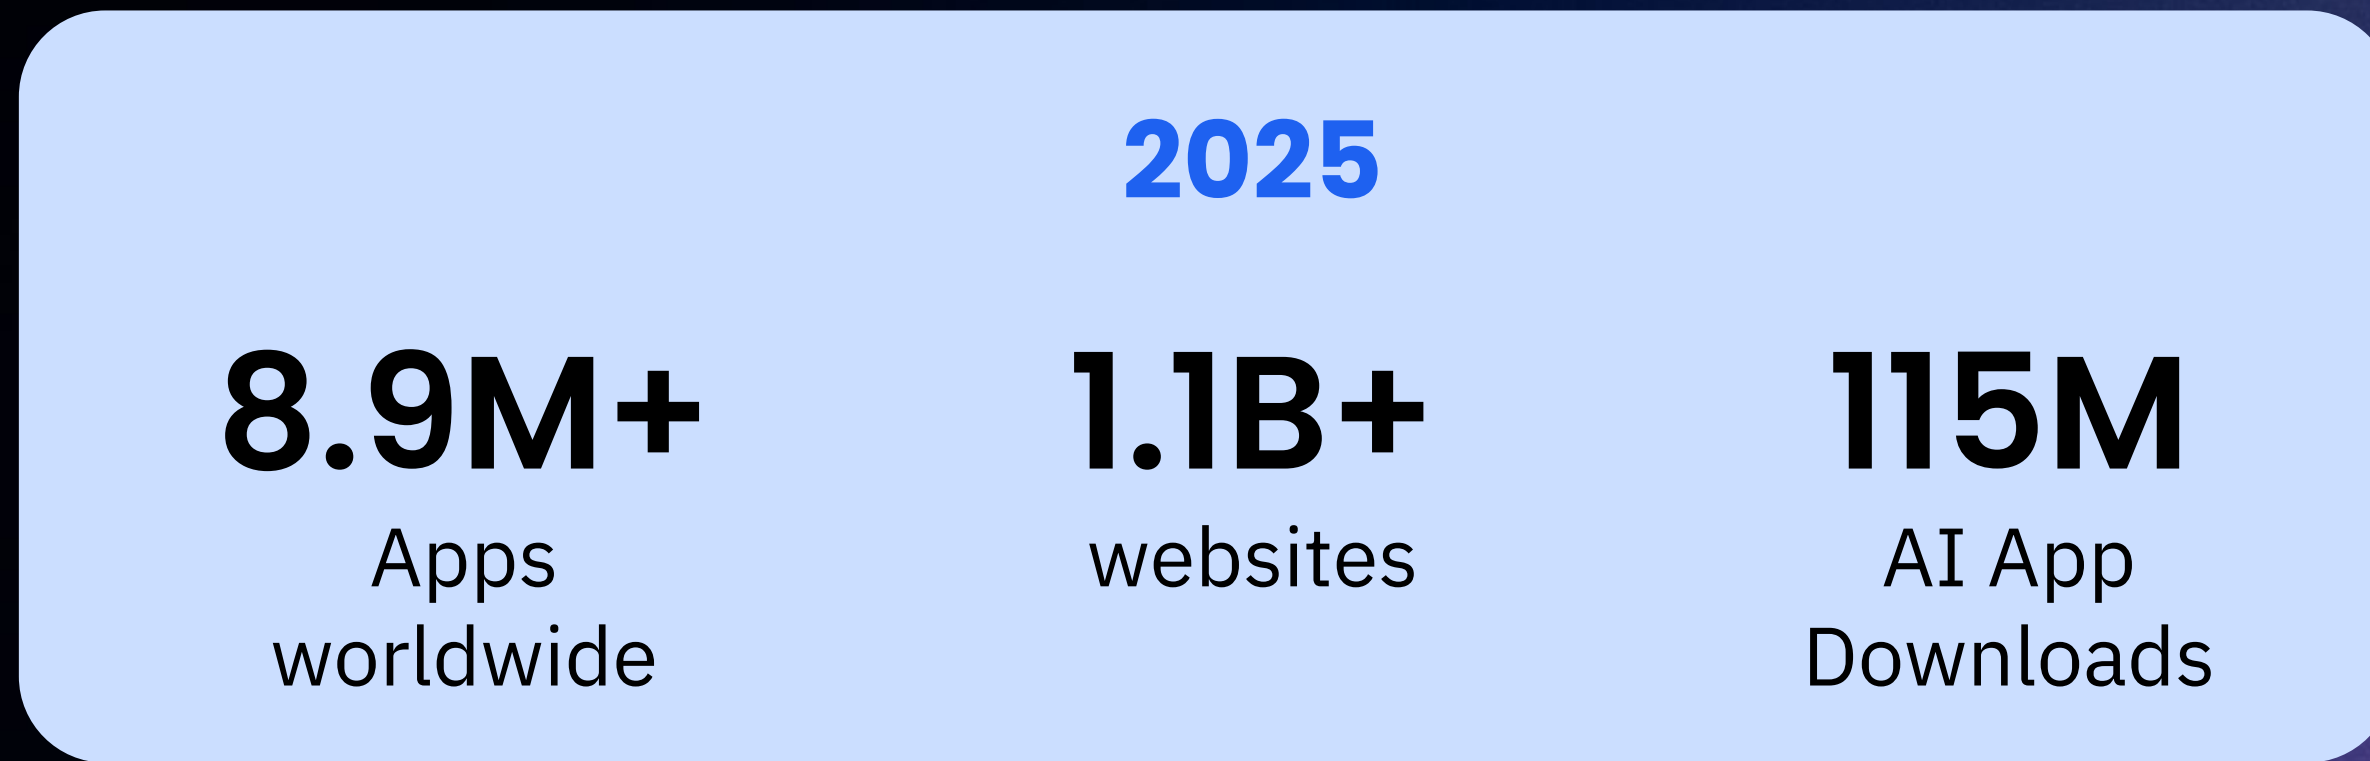 2025
8.9M+
Apps
worldwide
1.1B+
websites
115M
AI App
Downloads